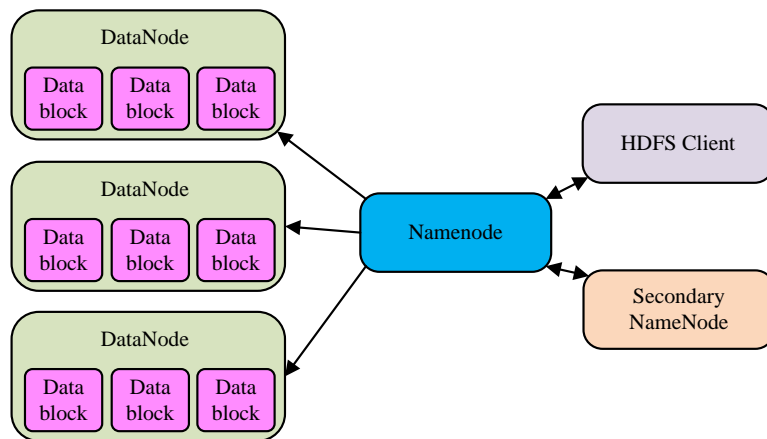 DataNode
Data
block
Data
block
Data
block
DataNode
Data
block
Data
block
Data
block
DataNode
Data
block
Data
block
Data
block
Namenode
HDFS Client
Secondary
NameNode